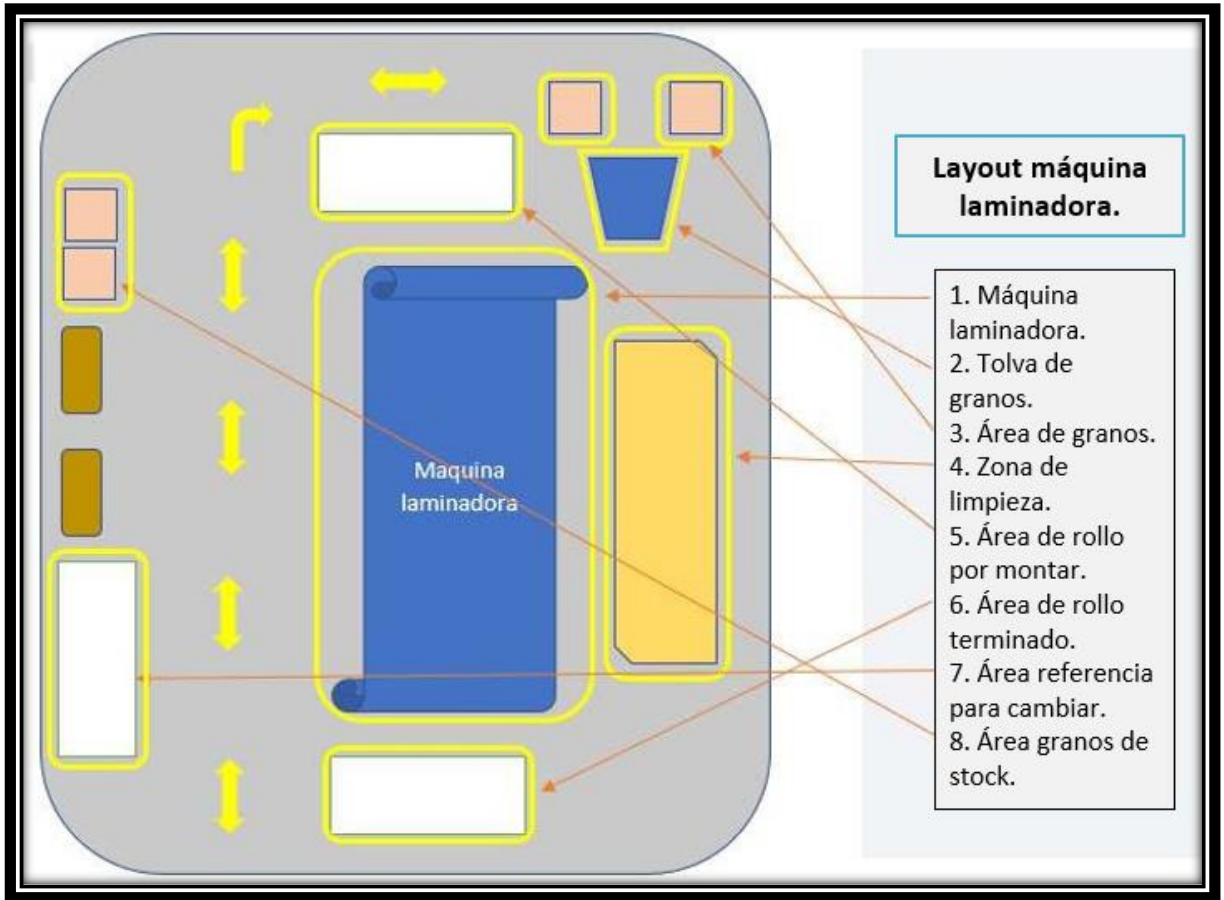 Layout máquina
laminadora.
1. Máquina
laminadora.
2. Tolva de
granos.
3. Área de granos.
4. Zona de
limpieza.
5. Área de rollo
por montar.
6. Área de rollo
terminado.
7. Área referencia
para cambiar.
8. Área granos de
stock.
Maquina
laminadora